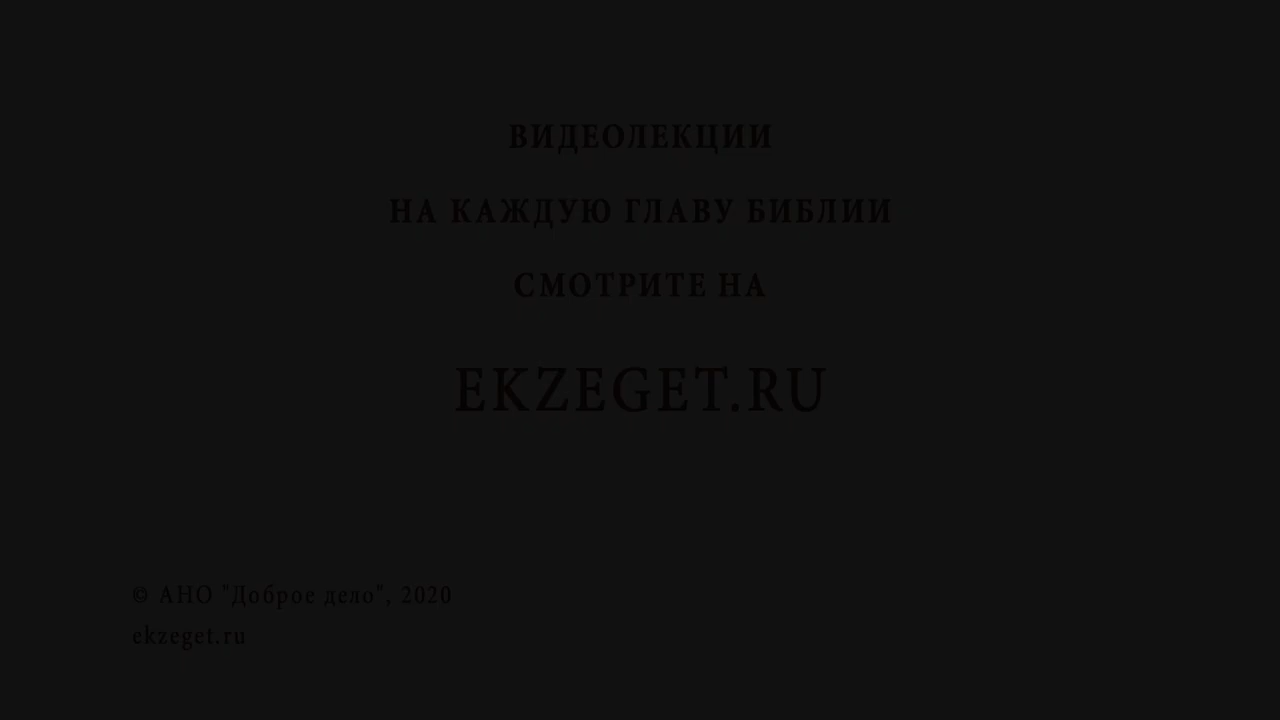 ВИДЕОЛЕКЦИИ
НА КАЖДУЮ ГЛАВУ БИБЛИИ
СМОТРИТЕ НА
EKZEGET.RU
© АНО "Доброе дело", 2020
ekzeget.ru